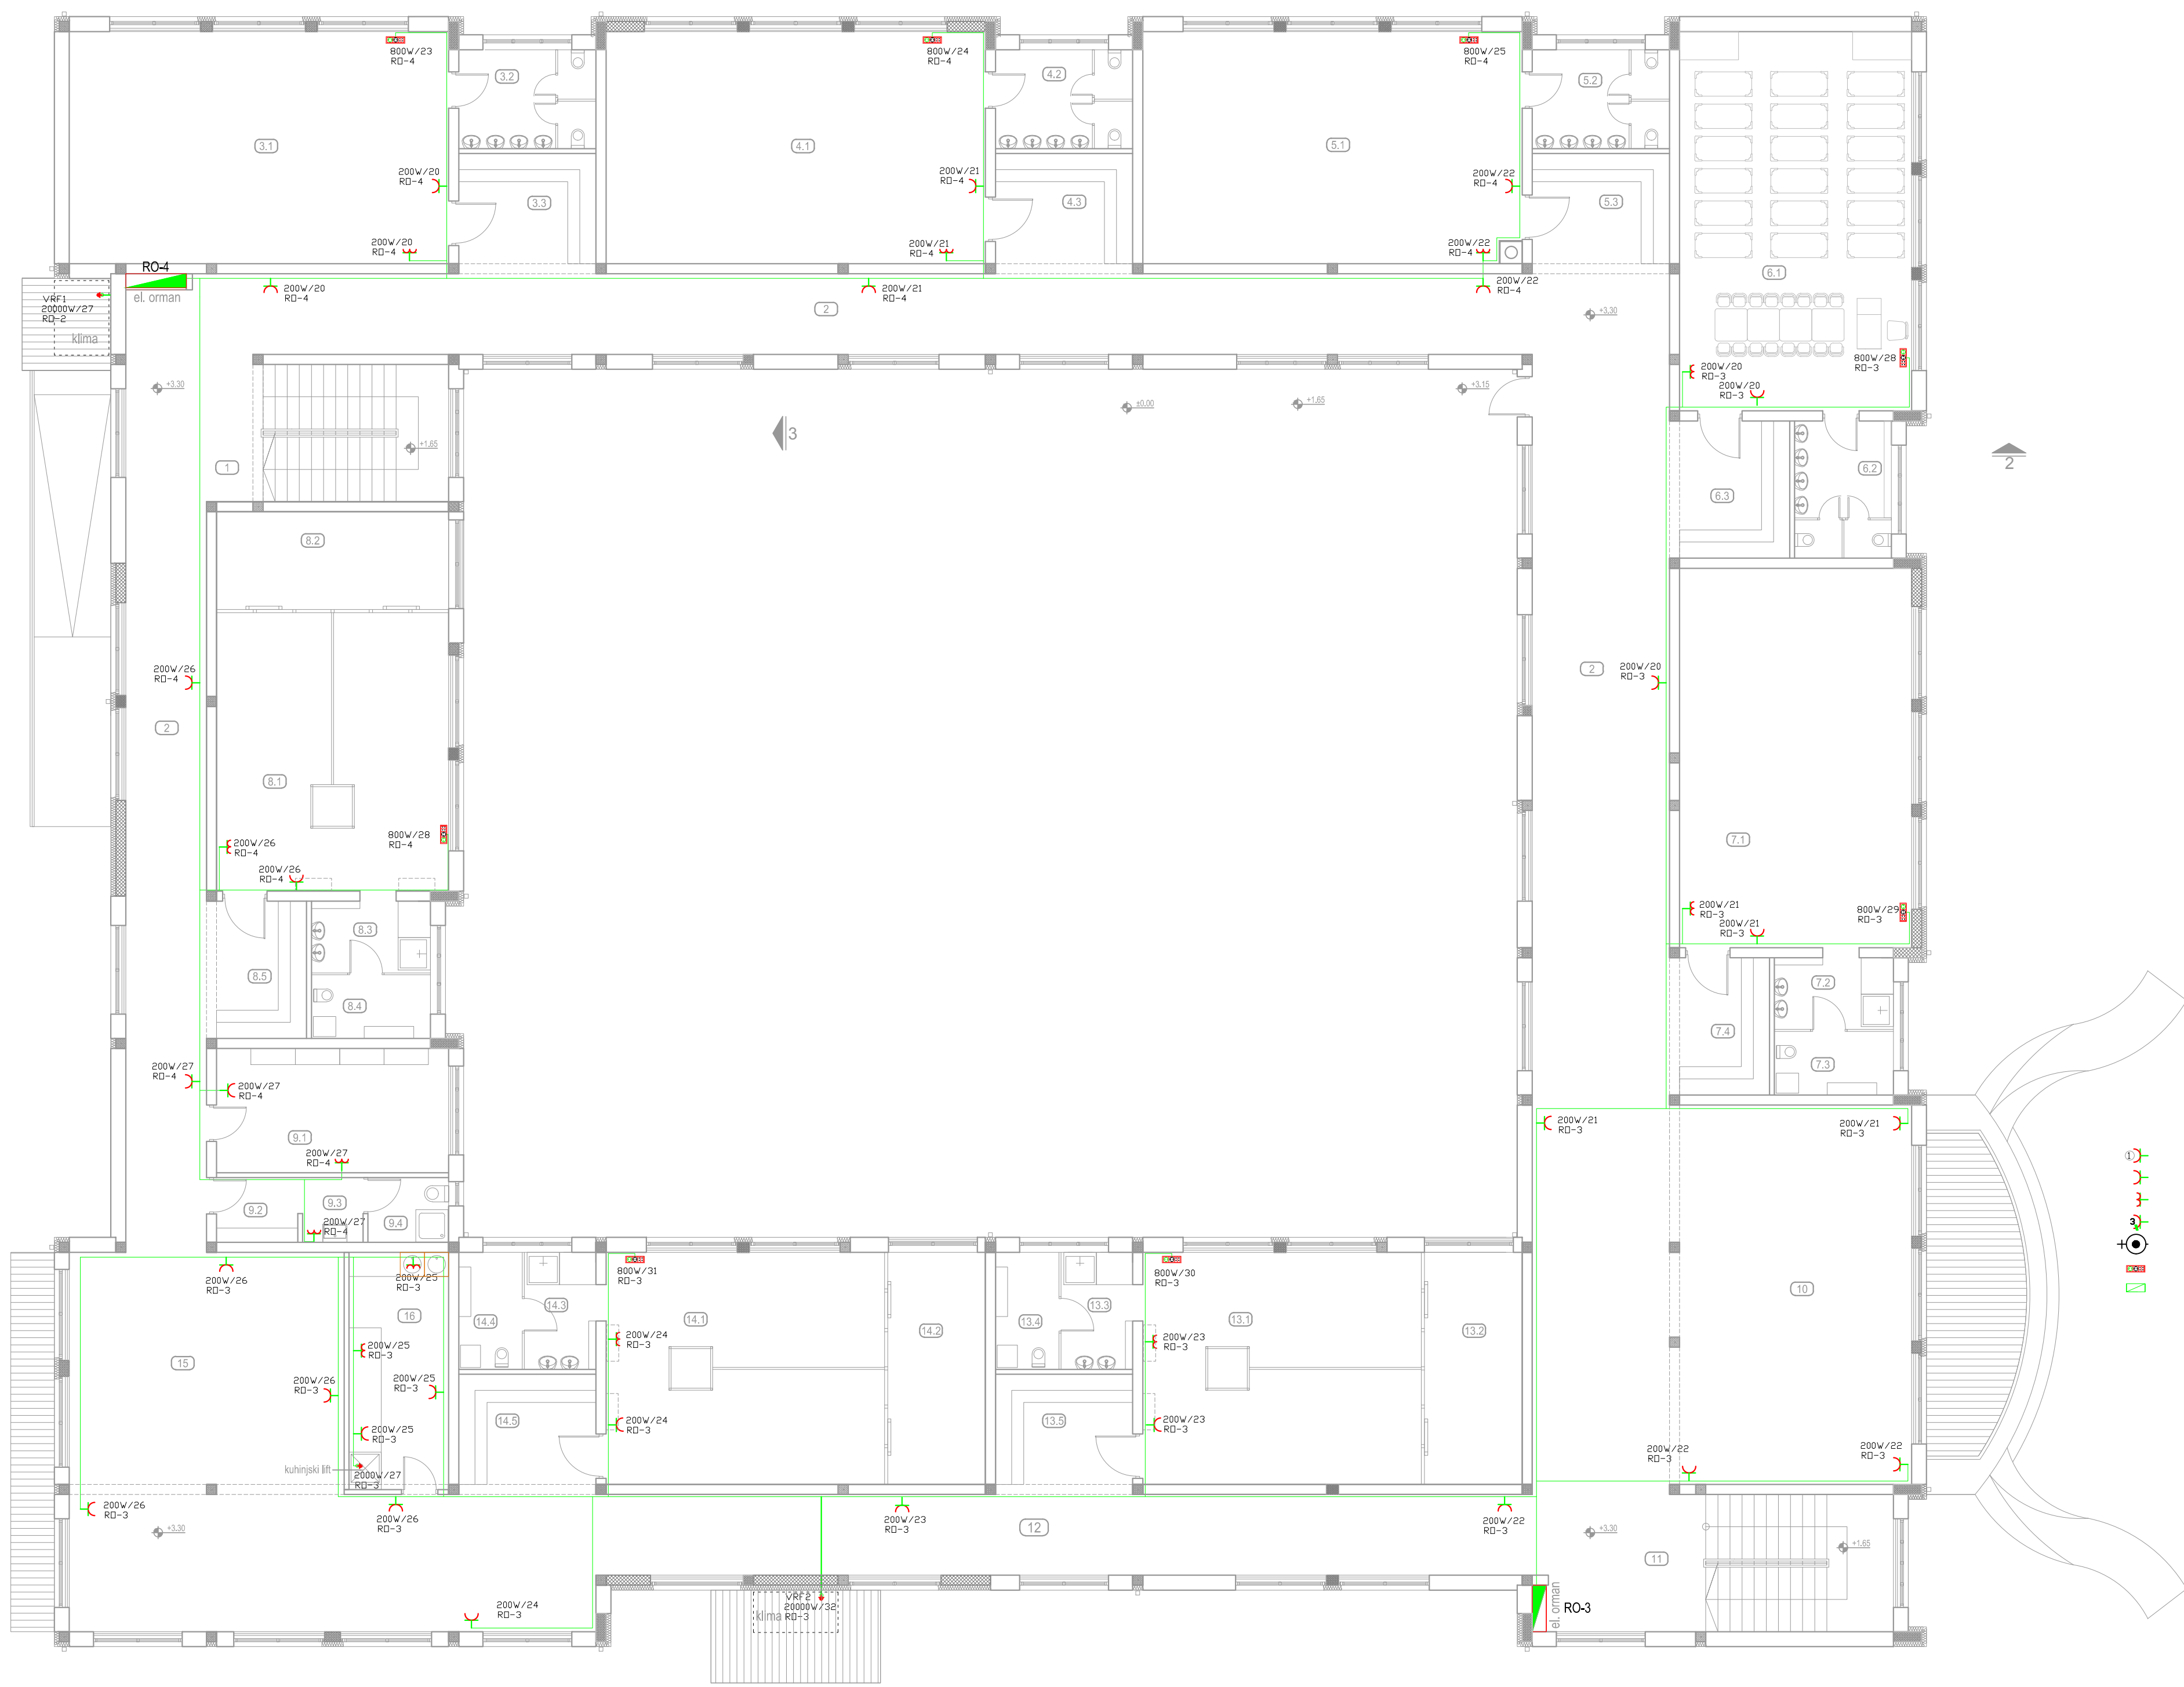 800W/23
RO-4
800W/24
RO-4
800W/25
RO-4
3.2
4.2
5.2
3.1
4.1
5.1
200W/20
RO-4
200W/21
RO-4
200W/22
RO-4
3.3
4.3
5.3
200W/20
RO-4
200W/21
RO-4
200W/22
RO-4
6.1
RO-4
el. orman
200W/20
RO-4
200W/21
RO-4
200W/22
RO-4
VRF1
20000W/27
RO-2
klima
2
+3.30
+3.30
+3.15
±0.00
+1.65
800W/28
RO-3
200W/20
RO-3
200W/20
RO-3
3
+1.65
1
2
6.2
6.3
8.2
200W/26
RO-4
2
200W/20
RO-3
2
8.1
7.1
800W/28
RO-4
200W/26
RO-4
200W/26
RO-4
200W/21
RO-3
200W/21
RO-3
800W/29
RO-3
8.3
8.5
8.4
7.2
7.4
7.3
200W/27
RO-4
200W/27
RO-4
9.1
200W/27
RO-4
200W/21
RO-3
200W/21
RO-3
1
3
9.2
9.3
9.4
200W/27
RO-4
200W/26
RO-3
200W/25
RO-3
800W/31
RO-3
800W/30
RO-3
10
16
14.4
14.3
14.1
14.2
13.4
13.3
13.1
13.2
15
200W/25
RO-3
200W/24
RO-3
200W/23
RO-3
200W/26
RO-3
200W/25
RO-3
200W/25
RO-3
14.5
200W/24
RO-3
13.5
200W/23
RO-3
200W/22
RO-3
200W/22
RO-3
kuhinjski lift
2000W/27
RO-3
200W/26
RO-3
+3.30
200W/26
RO-3
200W/23
RO-3
12
200W/22
RO-3
+3.30
11
+1.65
200W/24
RO-3
klima
VRF2
20000W/32
RO-3
el. orman
RO-3